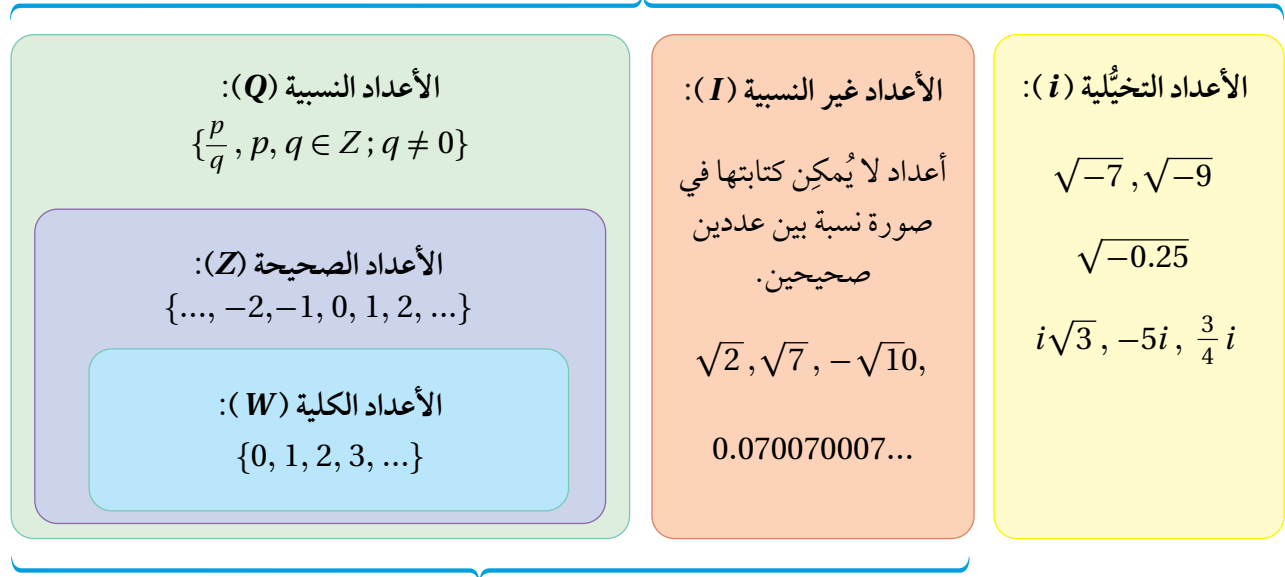 الأعداد التخيُّلية (i):
√−7 , √−9
√−0.25
i√3 , −5i , 3/4 i
الأعداد غير النسبية (I):
أعداد لا يُمكِن كتابتها في
صورة نسبة بين عددين
صحيحين.
√2 , √7 , −√10,
0.070070007...
الأعداد النسبية (Q):
{p/q , p, q ∈ Z ; q ≠ 0}
الأعداد الصحيحة (Z):
{..., −2,−1, 0, 1, 2, ...}
الأعداد الكلية (W):
{0, 1, 2, 3, ...}